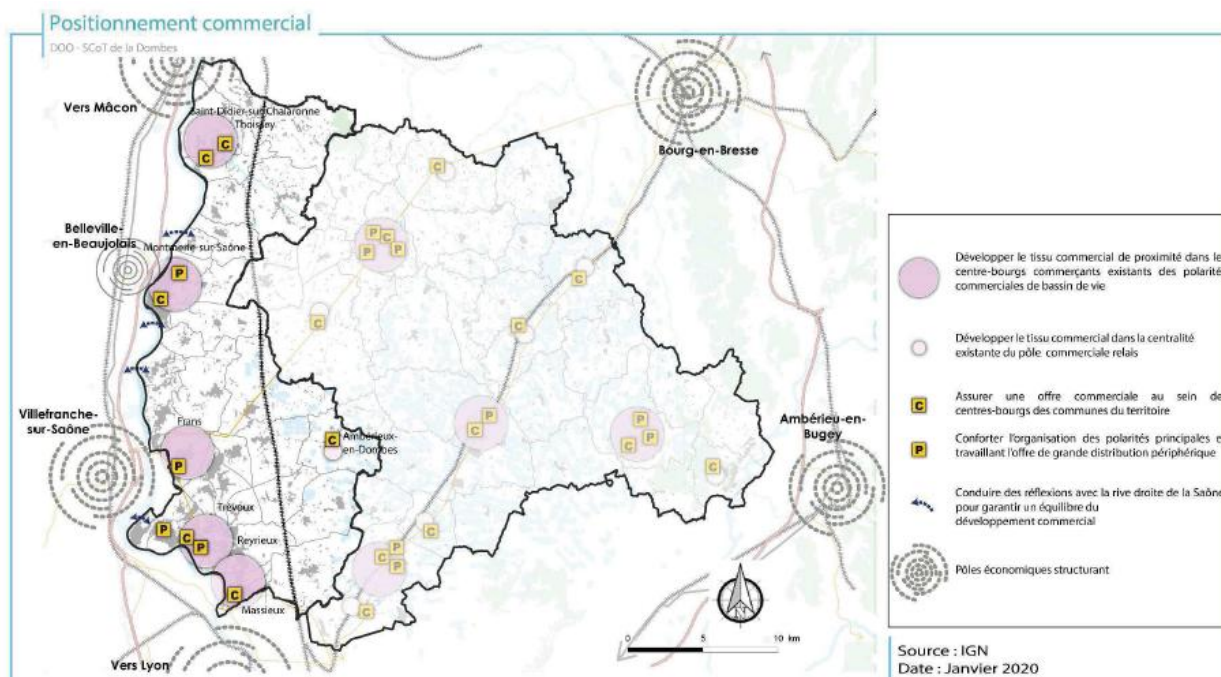 Positionnement commercial
DOO - SCoT de la Dombes
Vers Mâcon
Saint-Didier-sur-Chalaronne
Thoissey
Bourg-en-Bresse
Belleville-
en-Beaujolais
Montmerle-sur-Saône
C
C
P
C
C
P
C
P
P
C
C
C
Villefranche-
sur-Saône
Frans
P
C
Ambérieux-
en-Dombes
P
C
P
P
C
C
Ambérieu-en-
Bugey
Trévoux
P
C
P
Reyrieux
C
P
C
P
C
Massieux
C
Vers Lyon
0 5 10 km
Développer le tissu commercial de proximité dans le
centre-bourgs commerçants existants des polarité
commerciales de bassin de vie
Développer le tissu commercial dans la centralité
existante du pôle commerciale relais
C
Assurer une offre commerciale au sein de
centres-bourgs des communes du territoire
P
Conforter l'organisation des polarités principales e
travaillant l'offre de grande distribution périphérique
Conduire des réflexions avec la rive droite de la Saône
pour garantir un équilibre du
développement commercial
Pôles économiques structurant
Source : IGN
Date : Janvier 2020